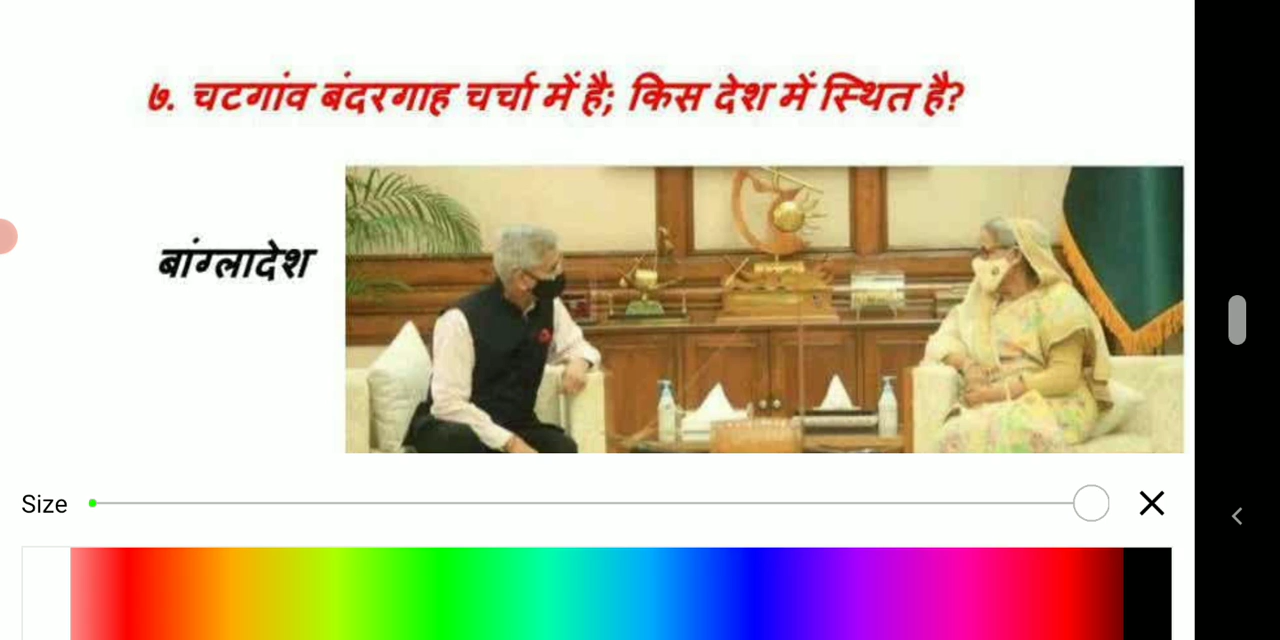 ७. चटगांव बंदरगाह चर्चा में है; किस देश में स्थित है?
बांग्लादेश
Size